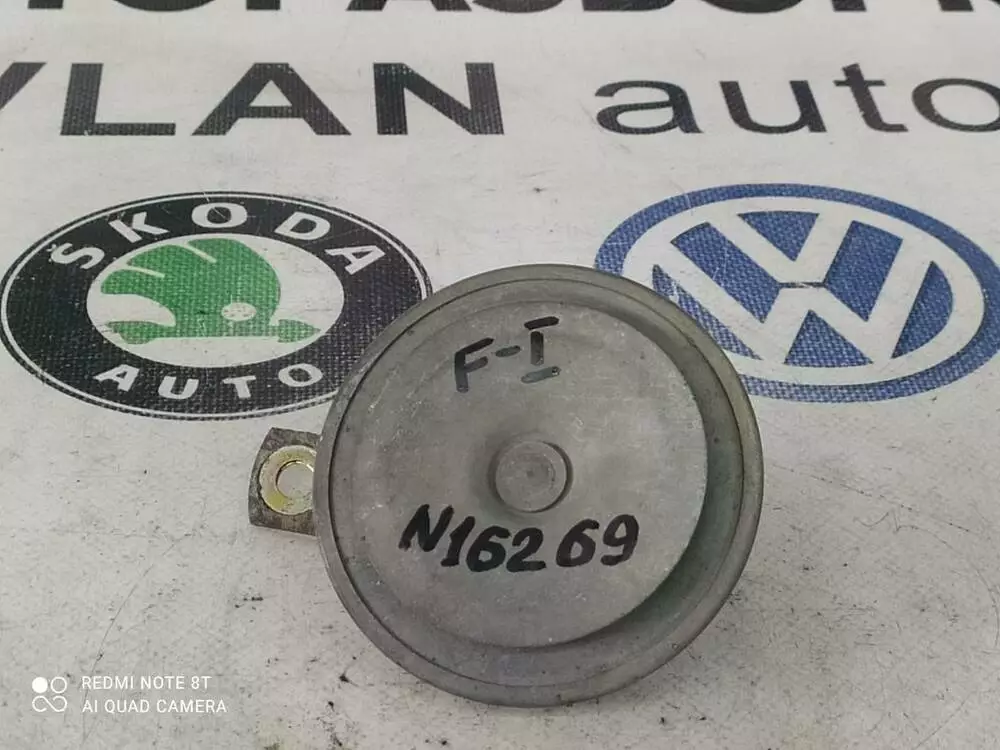 VLAN auto
ŠKODA
AUTO
F-I
N16269
REDMI NOTE 8T
AI QUAD CAMERA